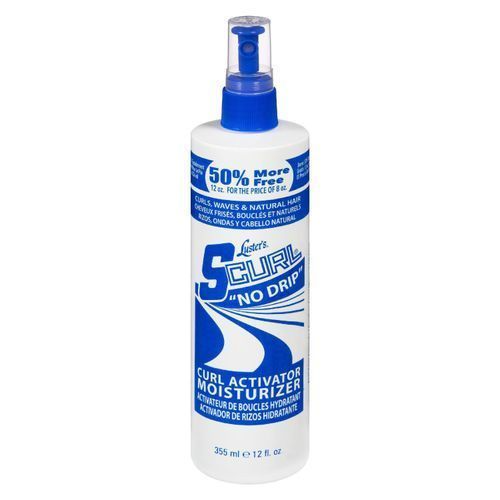 50% More Free
12 oz. FOR THE PRICE OF 8 oz.
CURLS, WAVES & NATURAL HAIR
CHEVEUX FRISÉS, BOUCLÉS ET NATURELS
RIZOS, ONDAS Y CABELLO NATURAL
Luster's®
SCURL®
"NO DRIP"
CURL ACTIVATOR
MOISTURIZER
ACTIVATEUR DE BOUCLES HYDRATANT
ACTIVADOR DE RIZOS HIDRATANTE
355 ml e 12 fl. oz